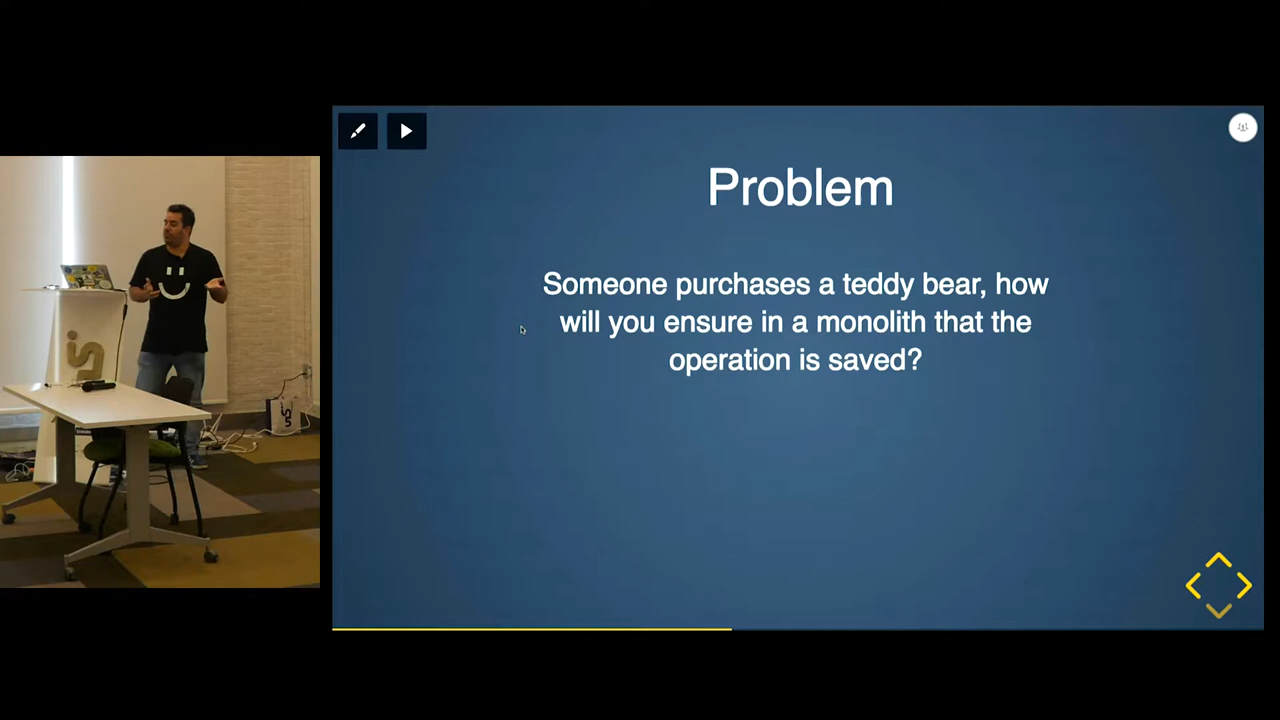 Problem
Someone purchases a teddy bear, how
will you ensure in a monolith that the
operation is saved?